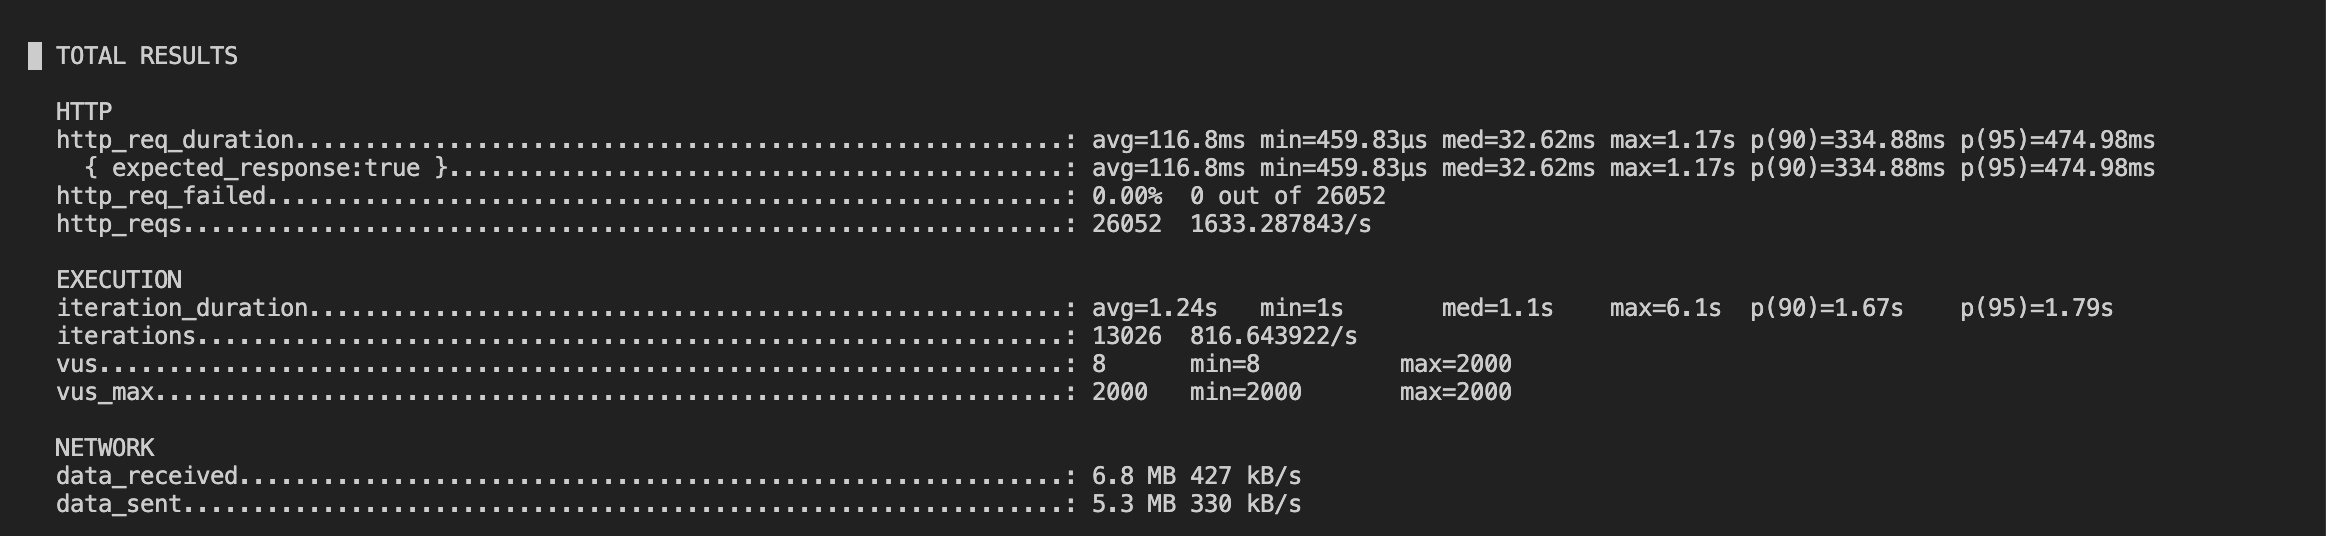 TOTAL RESULTS
HTTP
http_req_duration.......................................................: avg=116.8ms min=459.83µs med=32.62ms max=1.17s p(90)=334.88ms p(95)=474.98ms
{ expected_response:true }............................................: avg=116.8ms min=459.83µs med=32.62ms max=1.17s p(90)=334.88ms p(95)=474.98ms
http_req_failed.........................................................: 0.00% 0 out of 26052
http_reqs...............................................................: 26052 1633.287843/s
EXECUTION
iteration_duration......................................................: avg=1.24s min=1s med=1.1s max=6.1s p(90)=1.67s p(95)=1.79s
iterations..............................................................: 13026 816.643922/s
vus.....................................................................: 8 min=8 max=2000
vus_max.................................................................: 2000 min=2000 max=2000
NETWORK
data_received...........................................................: 6.8 MB 427 kB/s
data_sent...............................................................: 5.3 MB 330 kB/s